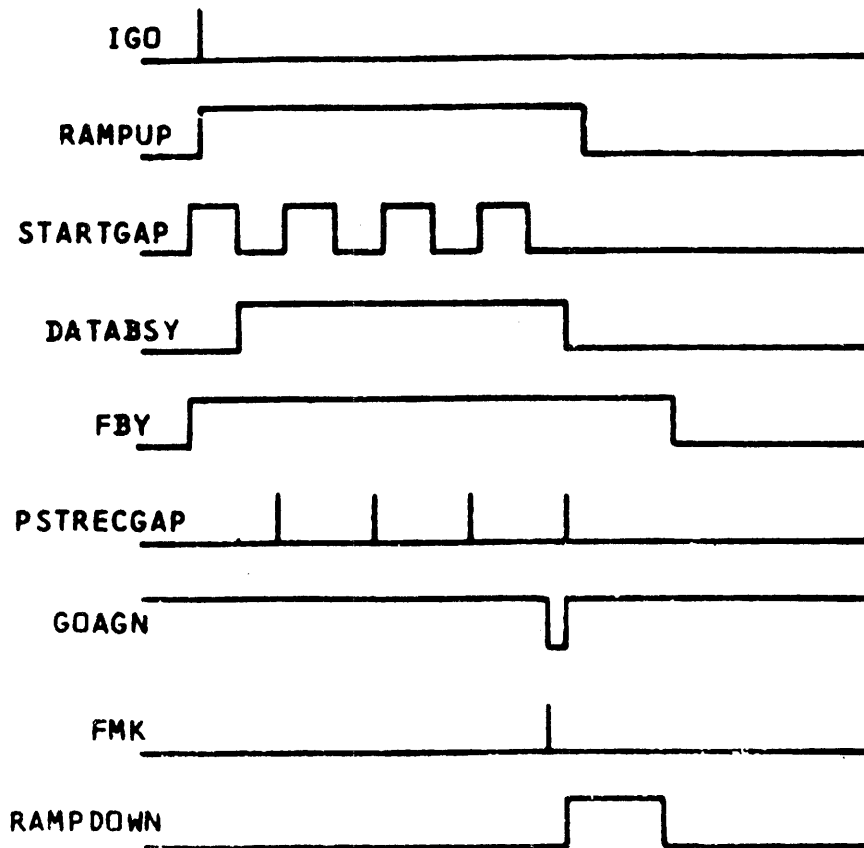 IGO
RAMPUP
STARTGAP
DATABSY
FBY
PSTRECGAP
GOAGN
FMK
RAMPDOWN